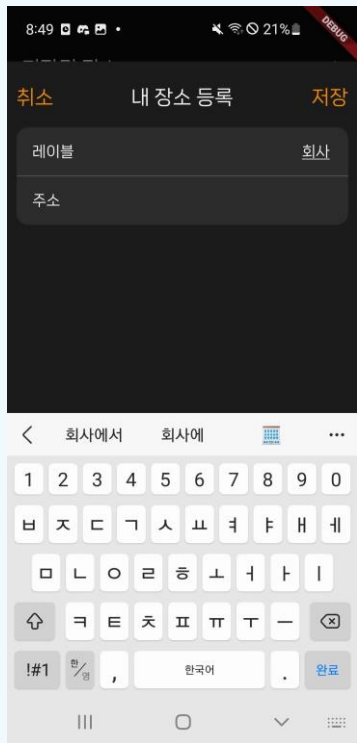 8:49 21% DEBUG
취소 내 장소 등록 저장
레이블 회사
주소
회사에서 회사에
1 2 3 4 5 6 7 8 9 0
ㅂ ㅈ ㄷ ㄱ ㅅ ㅛ ㅕ ㅑ ㅐ ㅔ
ㅁ ㄴ ㅇ ㄹ ㅎ ㅗ ㅓ ㅏ ㅣ
ㅋ ㅌ ㅊ ㅍ ㅠ ㅜ ㅡ
!#1 한/영 , 한국어 . 완료